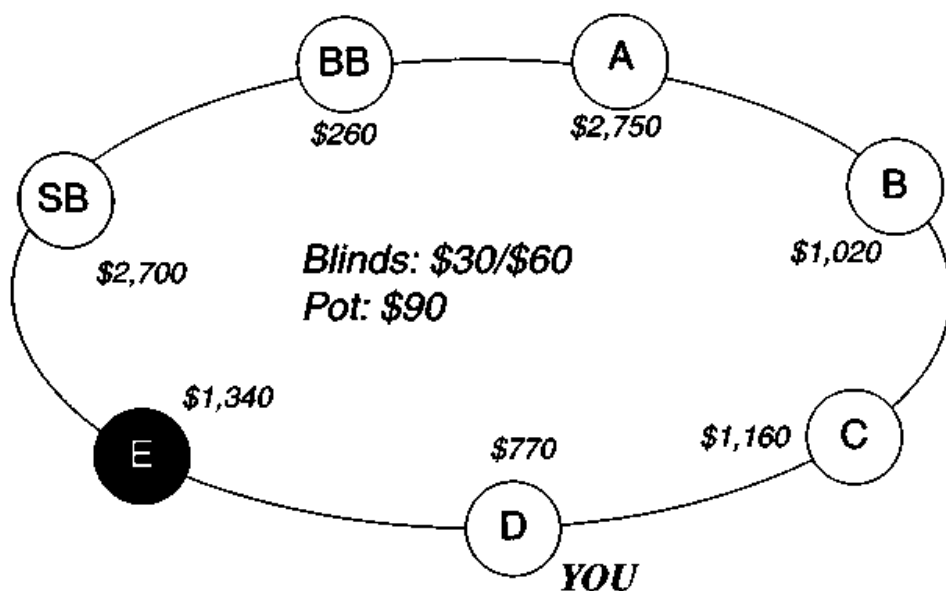 BB
A
$260
$2,750
SB
B
$2,700
$1,020
Blinds: $30/$60
Pot: $90
$1,340
E
$770
$1,160
C
D
YOU